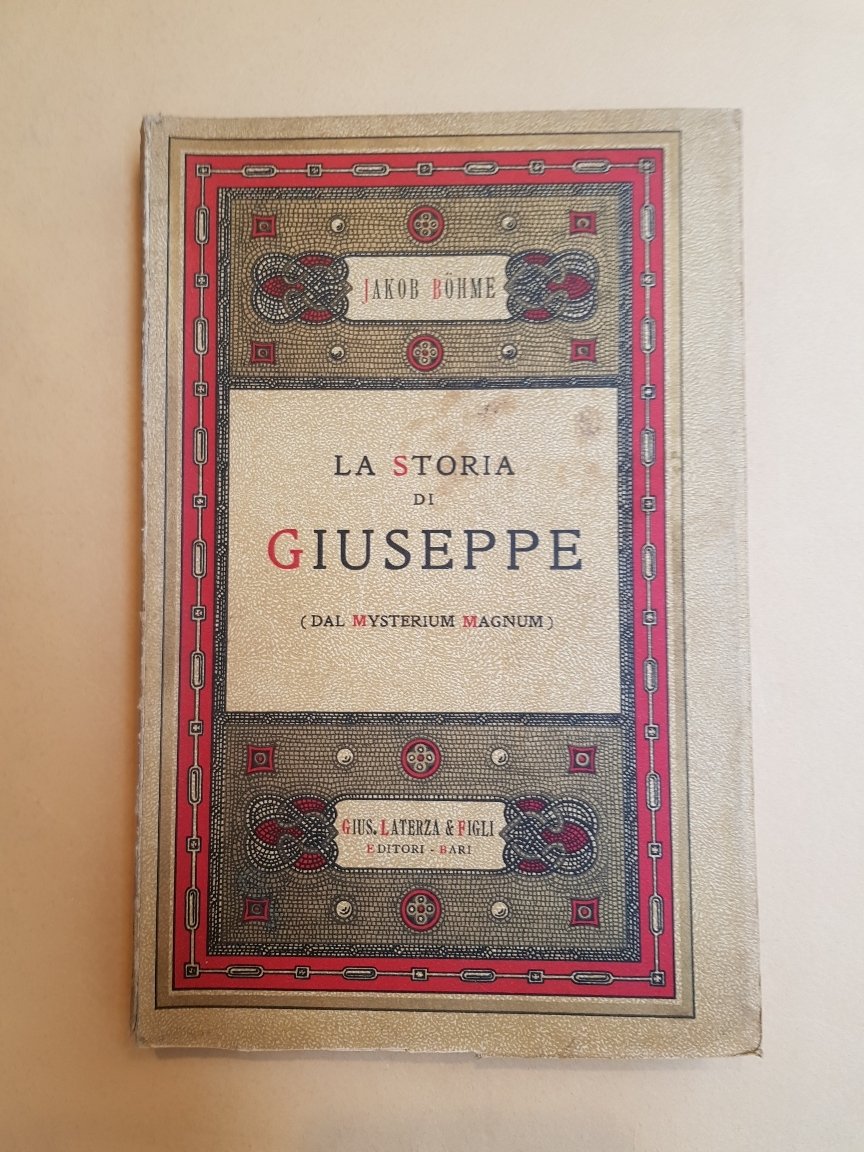 JAKOB BÖHME
LA STORIA
DI
GIUSEPPE
(DAL MYSTERIUM MAGNUM)
GIUS. LATERZA & FIGLI
EDITORI - BARI